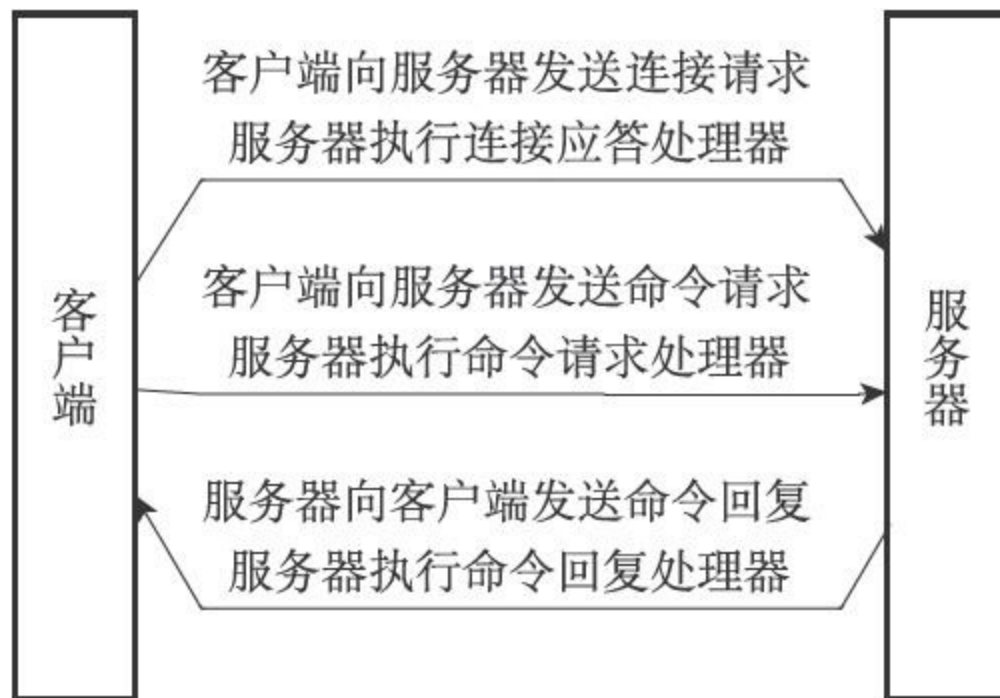 客户端向服务器发送连接请求
服务器执行连接应答处理器
客户端向服务器发送命令请求
服务器执行命令请求处理器
客户端
服务器
服务器向客户端发送命令回复
服务器执行命令回复处理器